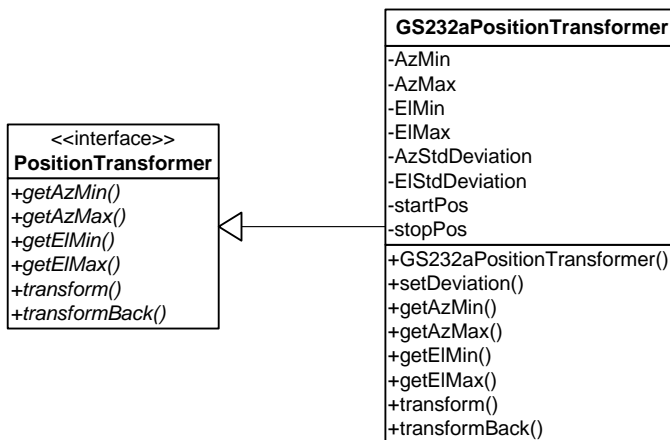 <<interface>>
PositionTransformer
+getAzMin()
+getAzMax()
+getElMin()
+getElMax()
+transform()
+transformBack()
GS232aPositionTransformer
-AzMin
-AzMax
-ElMin
-ElMax
-AzStdDeviation
-ElStdDeviation
-startPos
-stopPos
+GS232aPositionTransformer()
+setDeviation()
+getAzMin()
+getAzMax()
+getElMin()
+getElMax()
+transform()
+transformBack()